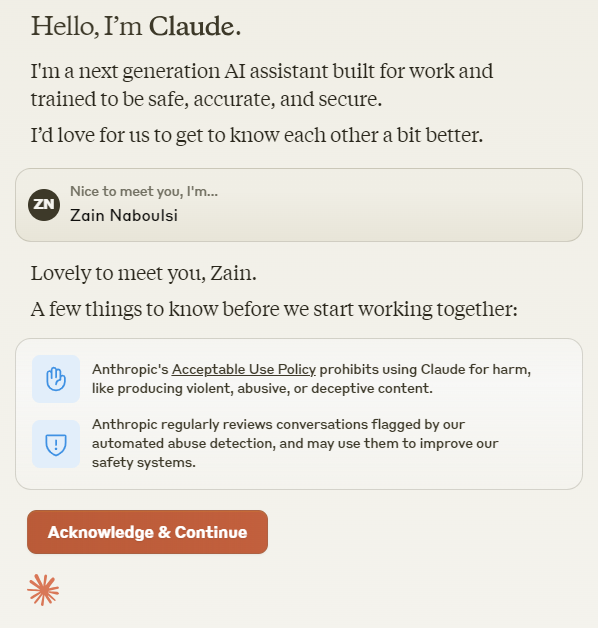 Hello, I’m Claude.
I'm a next generation AI assistant built for work and
trained to be safe, accurate, and secure.
I’d love for us to get to know each other a bit better.
ZN
Nice to meet you, I'm...
Zain Naboulsi
Lovely to meet you, Zain.
A few things to know before we start working together:
Anthropic's Acceptable Use Policy prohibits using Claude for harm,
like producing violent, abusive, or deceptive content.
Anthropic regularly reviews conversations flagged by our
automated abuse detection, and may use them to improve our
safety systems.
Acknowledge & Continue